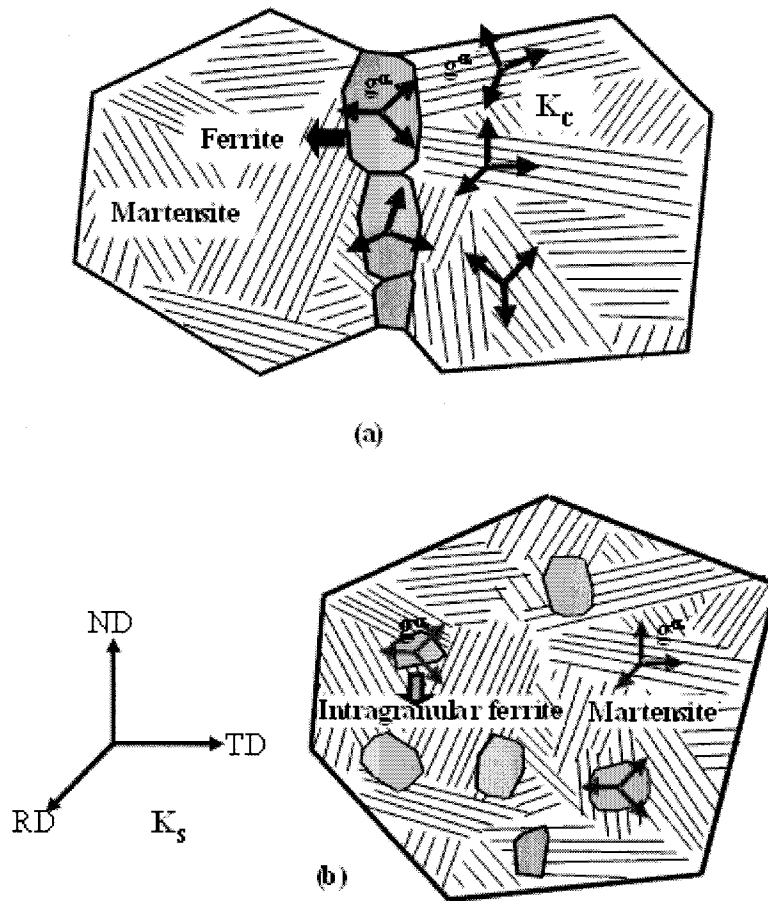 g^α
g^α
K_c
Ferrite
Martensite
(a)
ND
g^α
g^α
Intragranular ferrite
Martensite
TD
RD
K_s
(b)